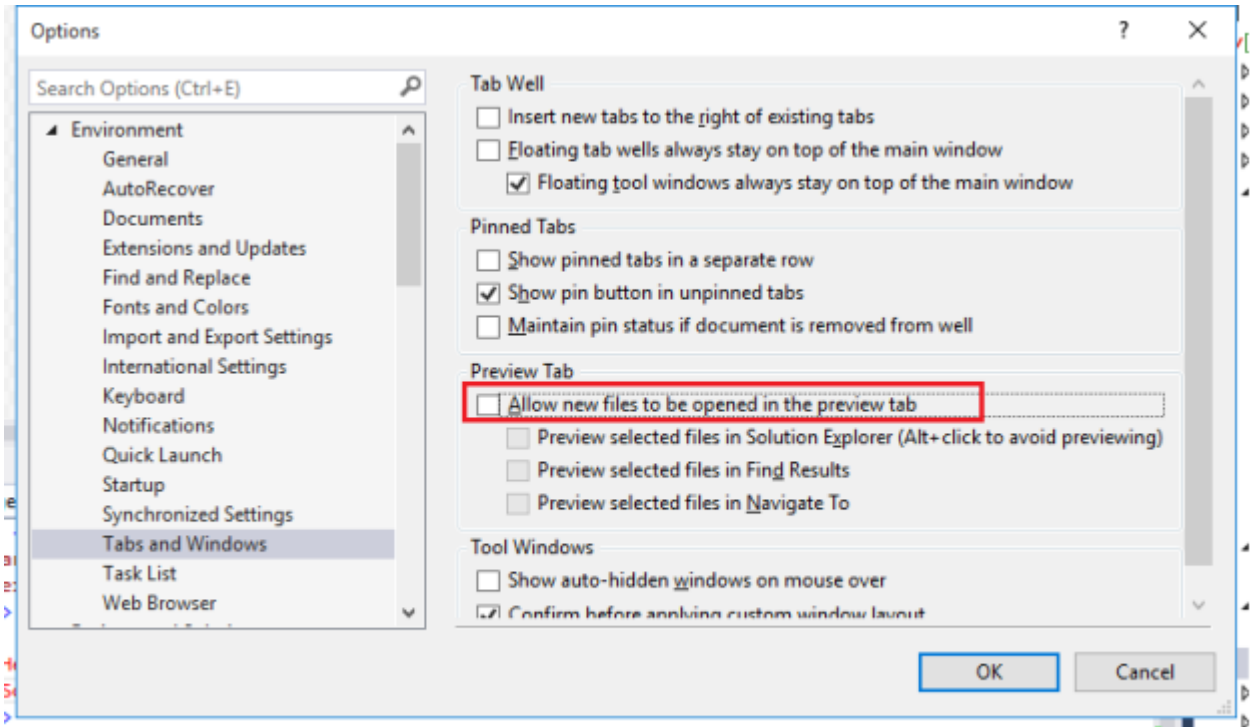 Options
?
Search Options (Ctrl+E)
Environment
General
AutoRecover
Documents
Extensions and Updates
Find and Replace
Fonts and Colors
Import and Export Settings
International Settings
Keyboard
Notifications
Quick Launch
Startup
Synchronized Settings
Tabs and Windows
Task List
Web Browser
Tab Well
Insert new tabs to the right of existing tabs
Floating tab wells always stay on top of the main window
Floating tool windows always stay on top of the main window
Pinned Tabs
Show pinned tabs in a separate row
Show pin button in unpinned tabs
Maintain pin status if document is removed from well
Preview Tab
Allow new files to be opened in the preview tab
Preview selected files in Solution Explorer (Alt+click to avoid previewing)
Preview selected files in Find Results
Preview selected files in Navigate To
Tool Windows
Show auto-hidden windows on mouse over
Confirm before applying custom window layout
OK
Cancel